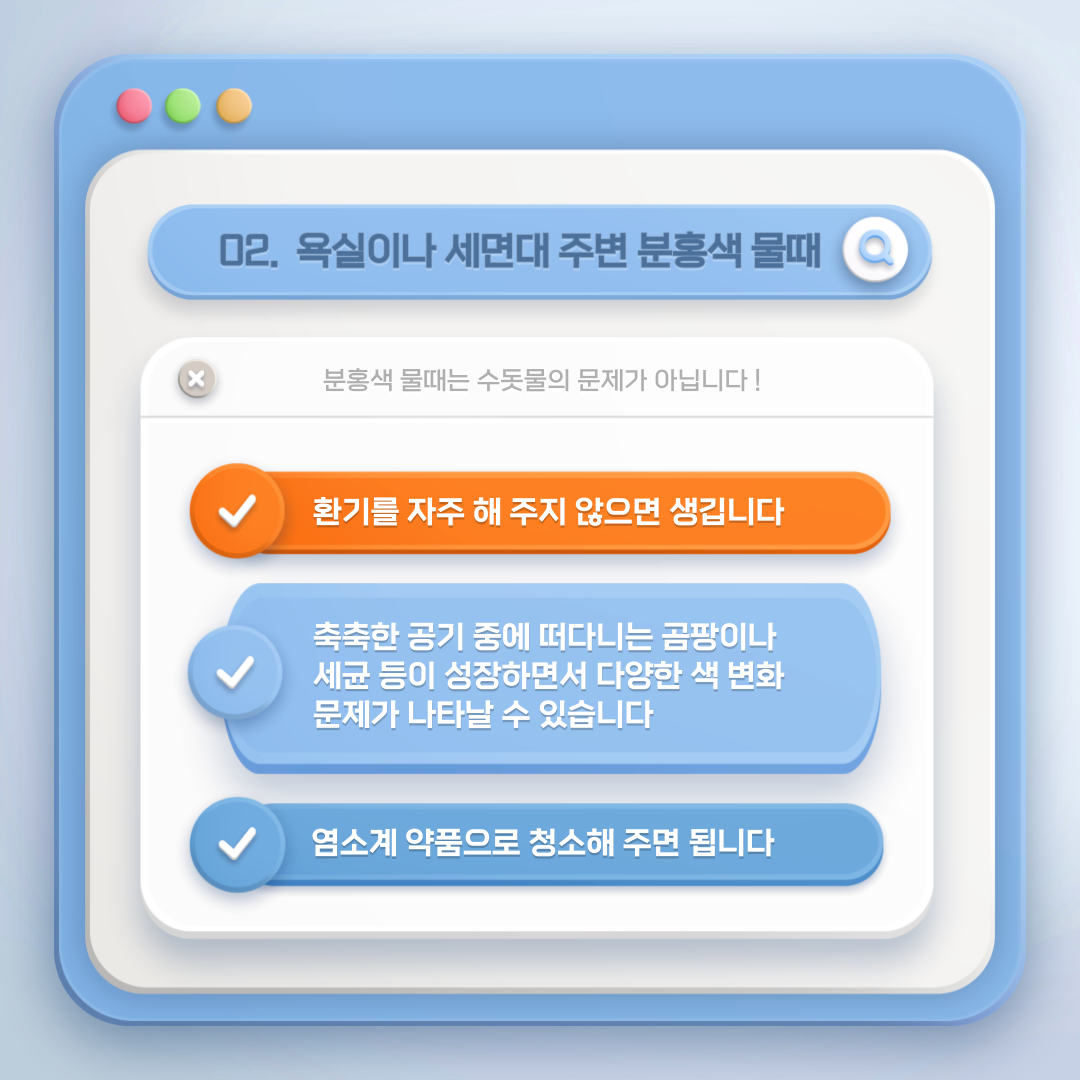 02. 욕실이나 세면대 주변 분홍색 물때
분홍색 물때는 수돗물의 문제가 아닙니다 !
환기를 자주 해 주지 않으면 생깁니다
축축한 공기 중에 떠다니는 곰팡이나
세균 등이 성장하면서 다양한 색 변화
문제가 나타날 수 있습니다
염소계 약품으로 청소해 주면 됩니다